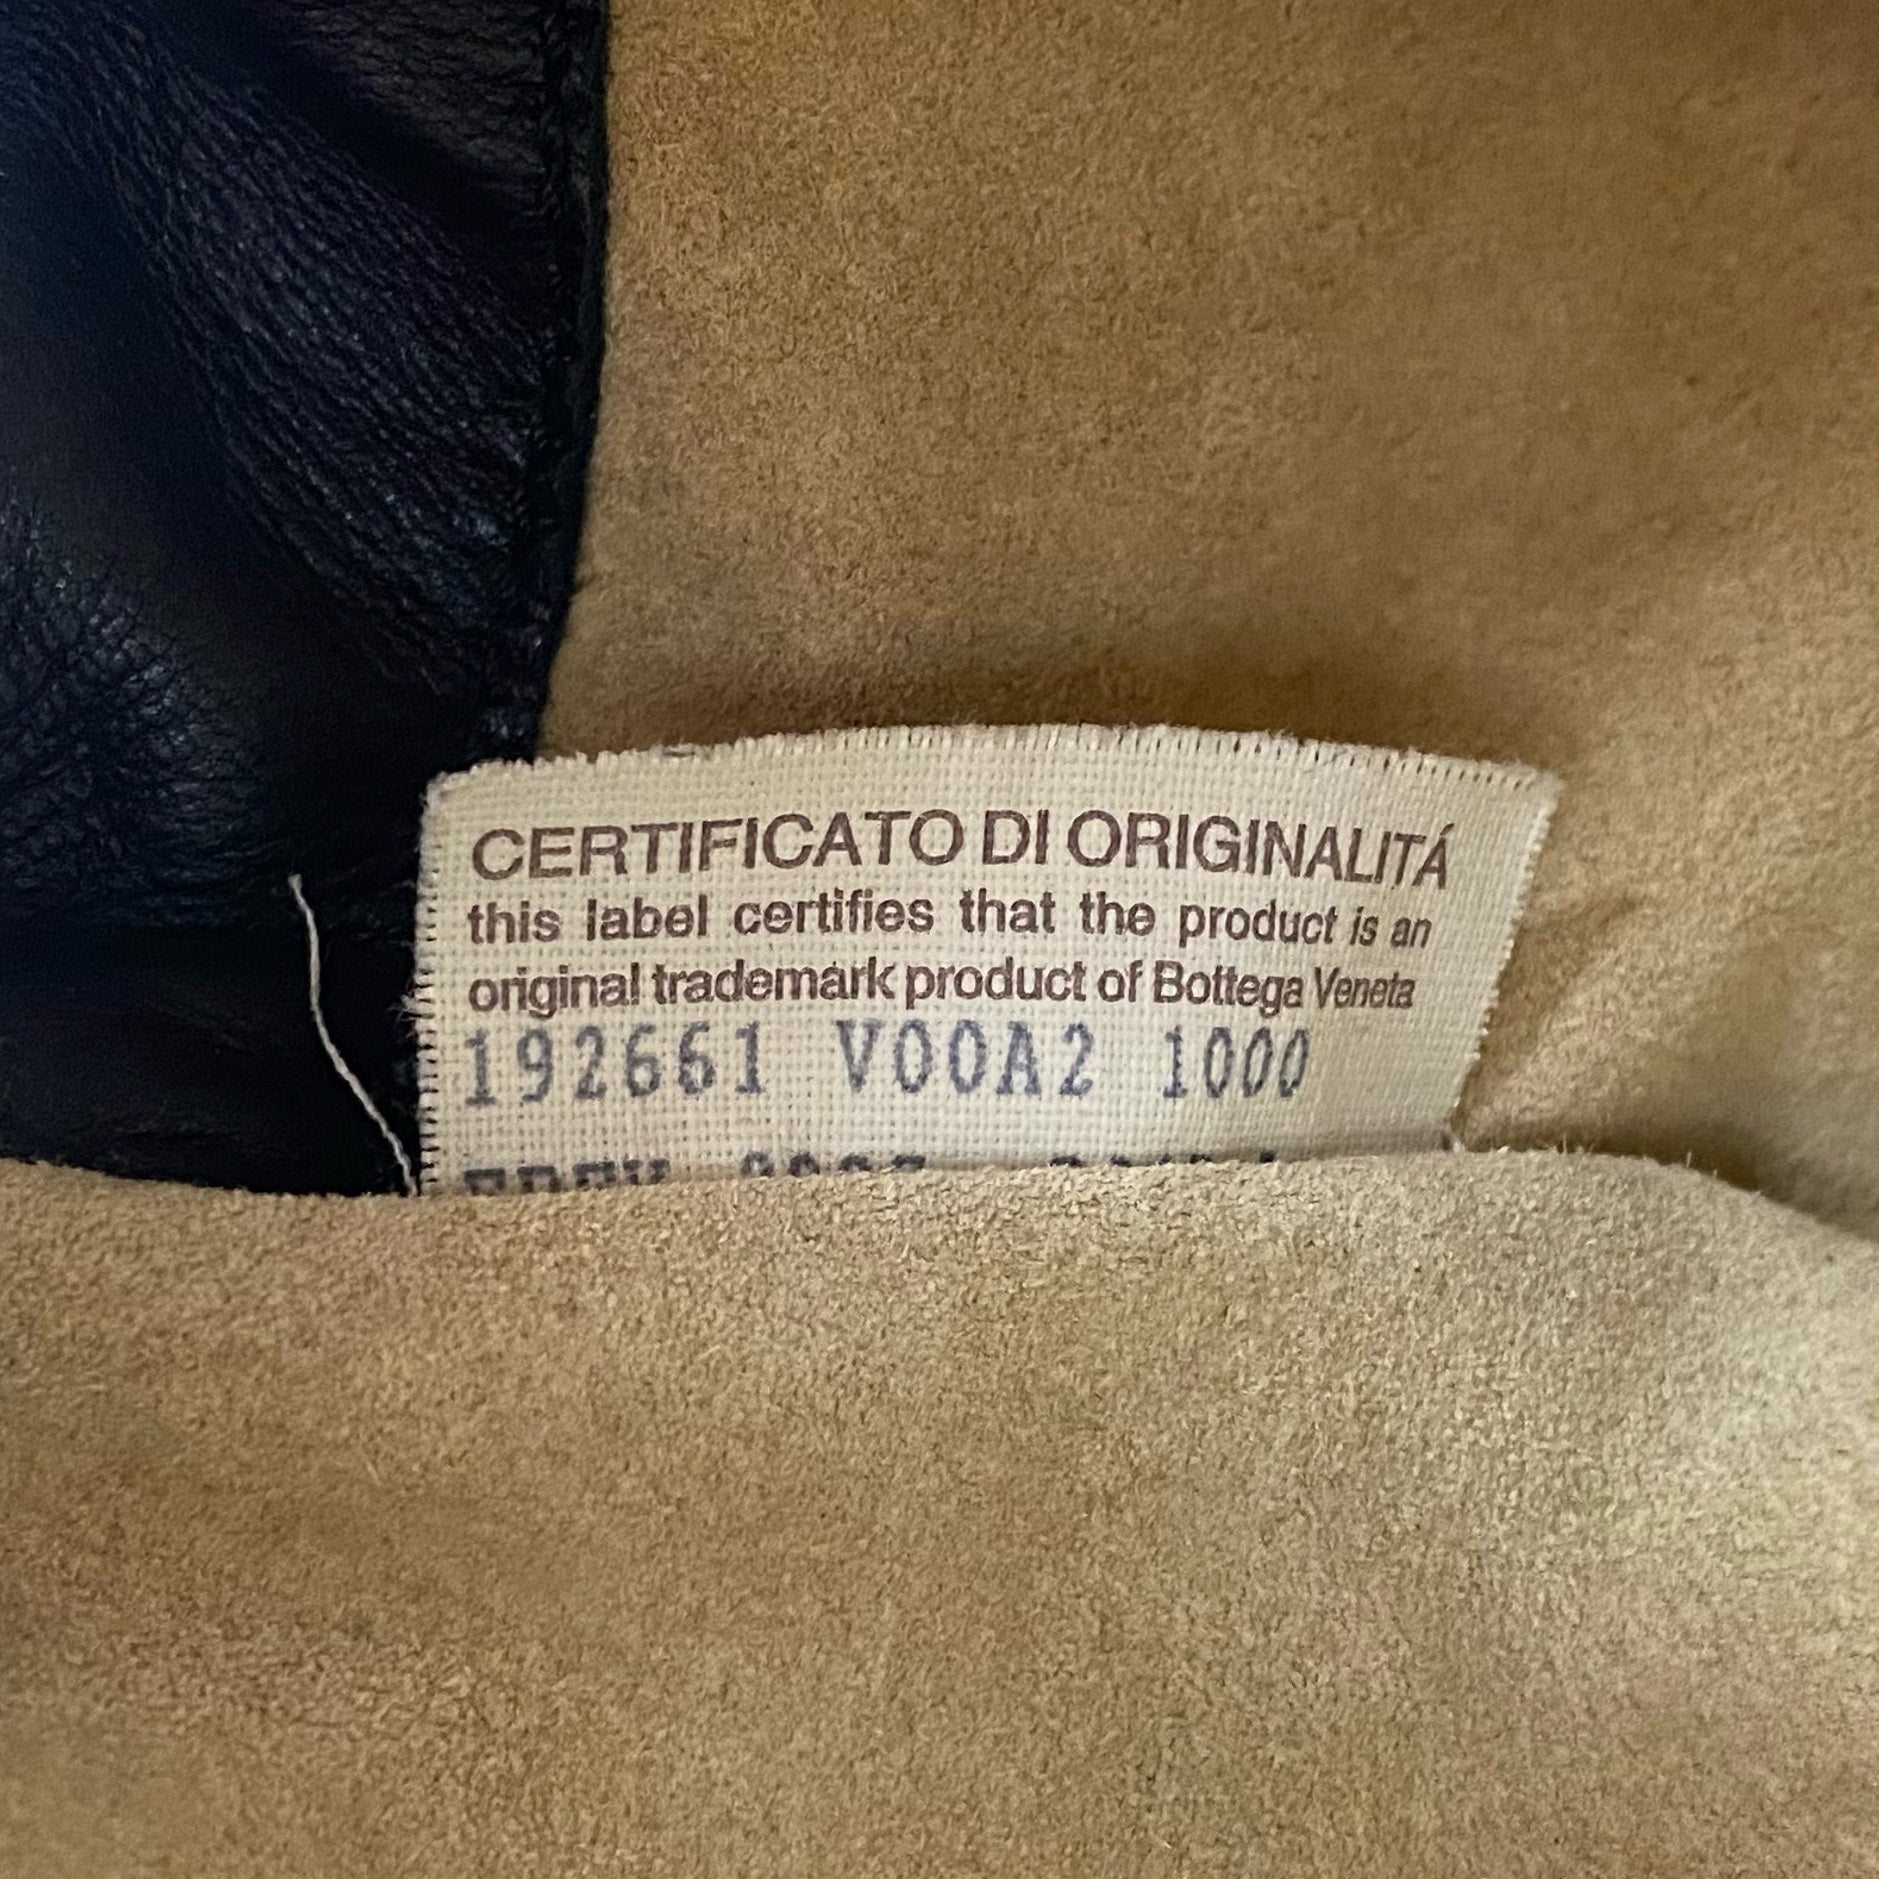 CERTIFICATO DI ORIGINALITÁ
this label certifies that the product is an
original trademark product of Bottega Veneta
192661 V00A2 1000